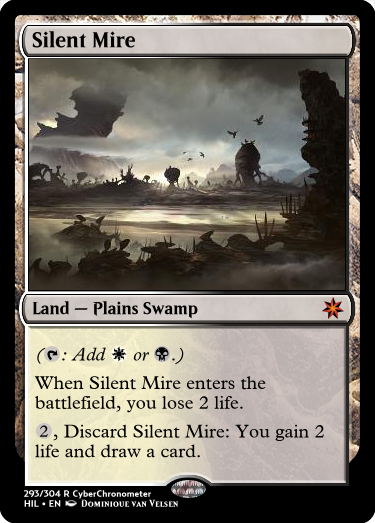 Silent Mire
Land — Plains Swamp
(: Add or .)
When Silent Mire enters the
battlefield, you lose 2 life.
2, Discard Silent Mire: You gain 2
life and draw a card.
293/304 R CyberChronometer
HIL • EN Dominique van Velsen